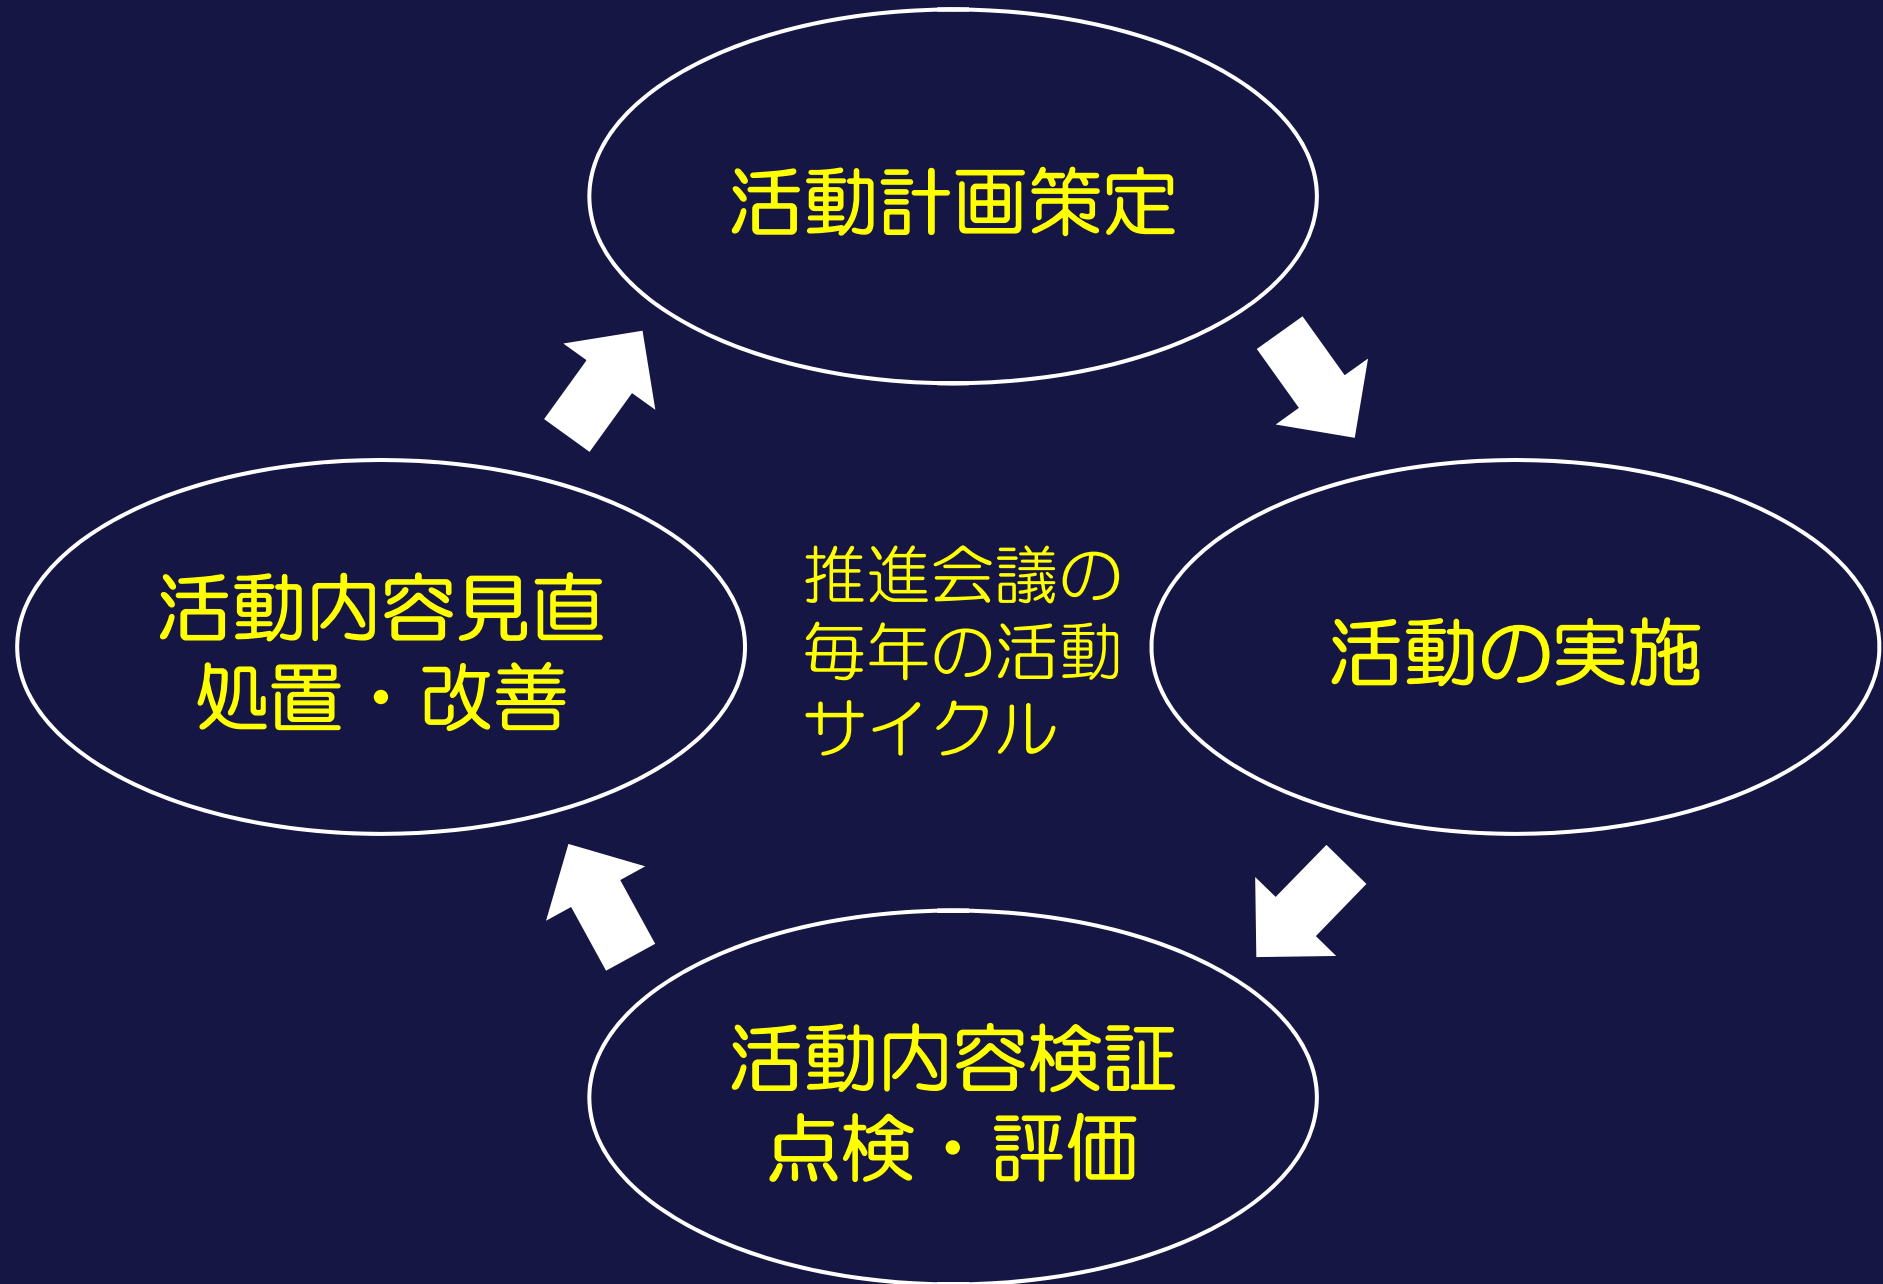 活動計画策定
活動内容見直
処置・改善
推進会議の
毎年の活動
サイクル
活動の実施
活動内容検証
点検・評価